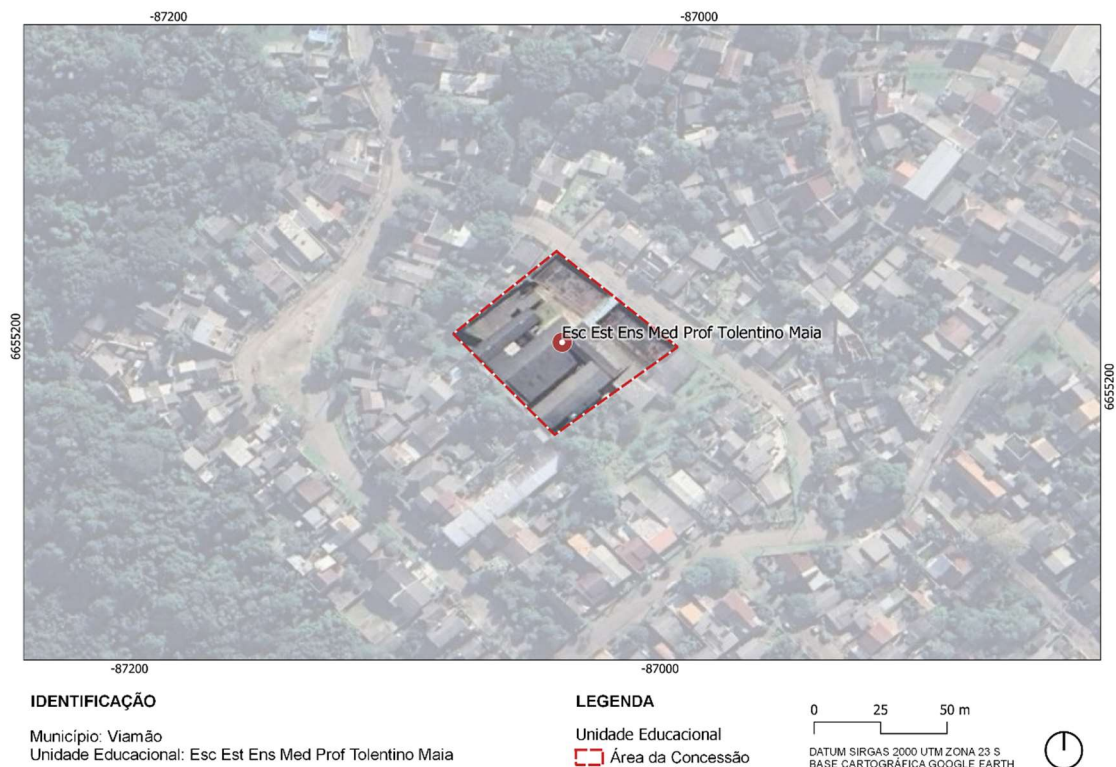 -87200
-87000
6655200
Esc Est Ens Med Prof Tolentino Maia
6655200
-87200
-87000
IDENTIFICAÇÃO
Município: Viamão
Unidade Educacional: Esc Est Ens Med Prof Tolentino Maia
LEGENDA
Unidade Educacional
Área da Concessão
0 25 50 m
DATUM SIRGAS 2000 UTM ZONA 23 S
BASE CARTOGRÁFICA GOOGLE EARTH